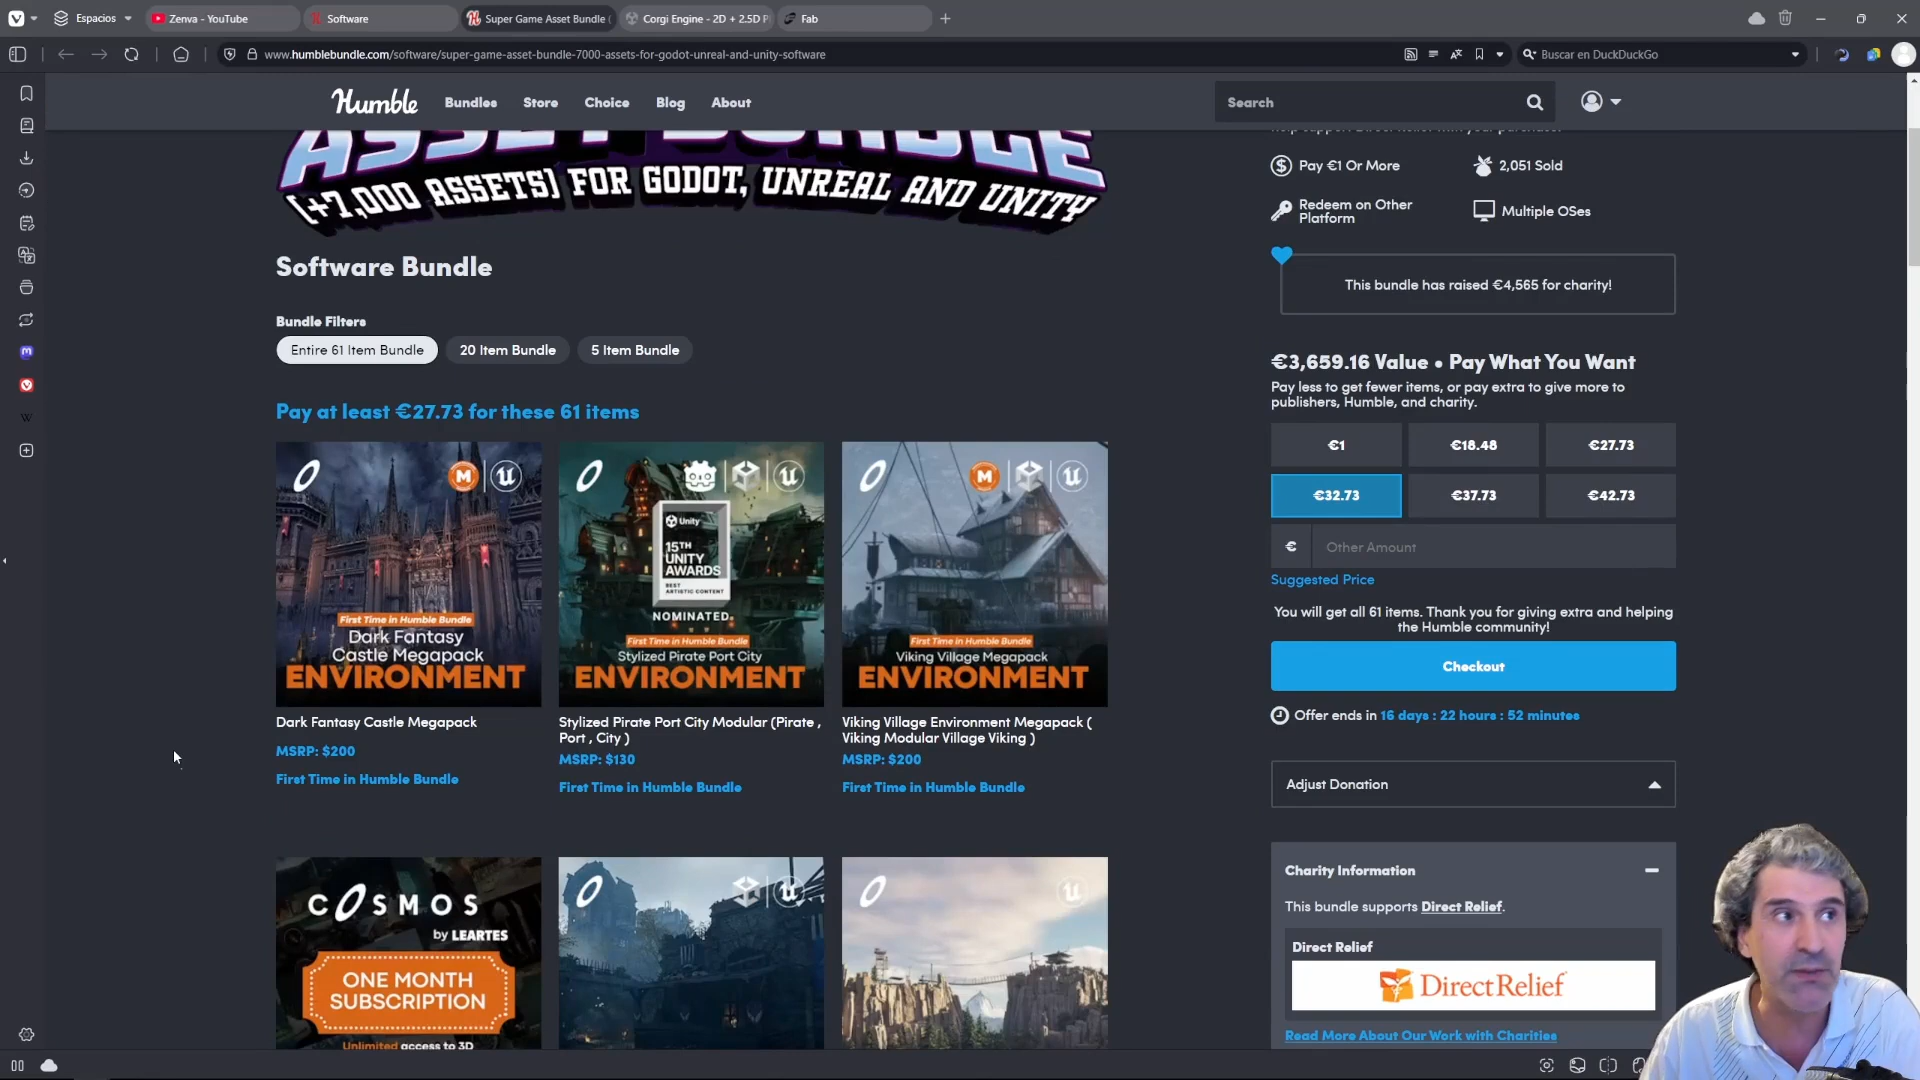 Espacios
Zenva - YouTube
Software
Super Game Asset Bundle (
Corgi Engine - 2D + 2.5D P
Fab
www.humblebundle.com/software/super-game-asset-bundle-7000-assets-for-godot-unreal-and-unity-software
Buscar en DuckDuckGo
Humble
Bundles
Store
Choice
Blog
About
Search
ASSET BUNDLE
(+7,000 ASSETS) FOR GODOT, UNREAL AND UNITY
Pay €1 Or More
2,051 Sold
Redeem on Other
Platform
Multiple OSes
Software Bundle
This bundle has raised €4,565 for charity!
Bundle Filters
Entire 61 Item Bundle
20 Item Bundle
5 Item Bundle
€3,659.16 Value • Pay What You Want
Pay less to get fewer items, or pay extra to give more to
publishers, Humble, and charity.
Pay at least €27.73 for these 61 items
€1
€18.48
€27.73
€32.73
€37.73
€42.73
€
Other Amount
Suggested Price
You will get all 61 items. Thank you for giving extra and helping
the Humble community!
Checkout
Offer ends in 16 days : 22 hours : 52 minutes
Adjust Donation
First Time in Humble Bundle
Dark Fantasy
Castle Megapack
ENVIRONMENT
Dark Fantasy Castle Megapack
MSRP: $200
First Time in Humble Bundle
Unity
15TH
UNITY
AWARDS
BEST
ARTISTIC CONTENT
NOMINATED
First Time in Humble Bundle
Stylized Pirate Port City
ENVIRONMENT
Stylized Pirate Port City Modular (Pirate ,
Port , City )
MSRP: $130
First Time in Humble Bundle
First Time in Humble Bundle
Viking Village Megapack
ENVIRONMENT
Viking Village Environment Megapack (
Viking Modular Village Viking )
MSRP: $200
First Time in Humble Bundle
COSMOS
by LEARTES
ONE MONTH
SUBSCRIPTION
Unlimited access to 3D
Charity Information
This bundle supports Direct Relief.
Direct Relief
DirectRelief
Read More About Our Work with Charities